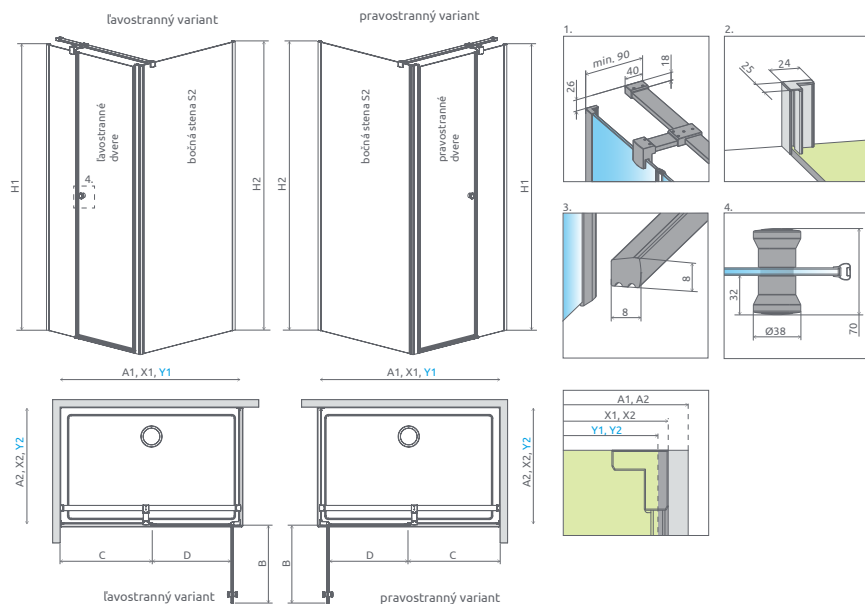 ľavostranný variant
pravostranný variant
H1
ľavostranné
dvere
4.
bočná stena S2
H2
H2
bočná stena S2
pravostranné
dvere
H1
1.
min. 90
40
18
26
2.
25
24
3.
8
8
4.
32
Ø38
70
A1, X1, Y1
A2, X2, Y2
C
D
B
ľavostranný variant
A1, X1, Y1
A2, X2, Y2
D
C
B
pravostranný variant
A1, A2
X1, X2
Y1, Y2